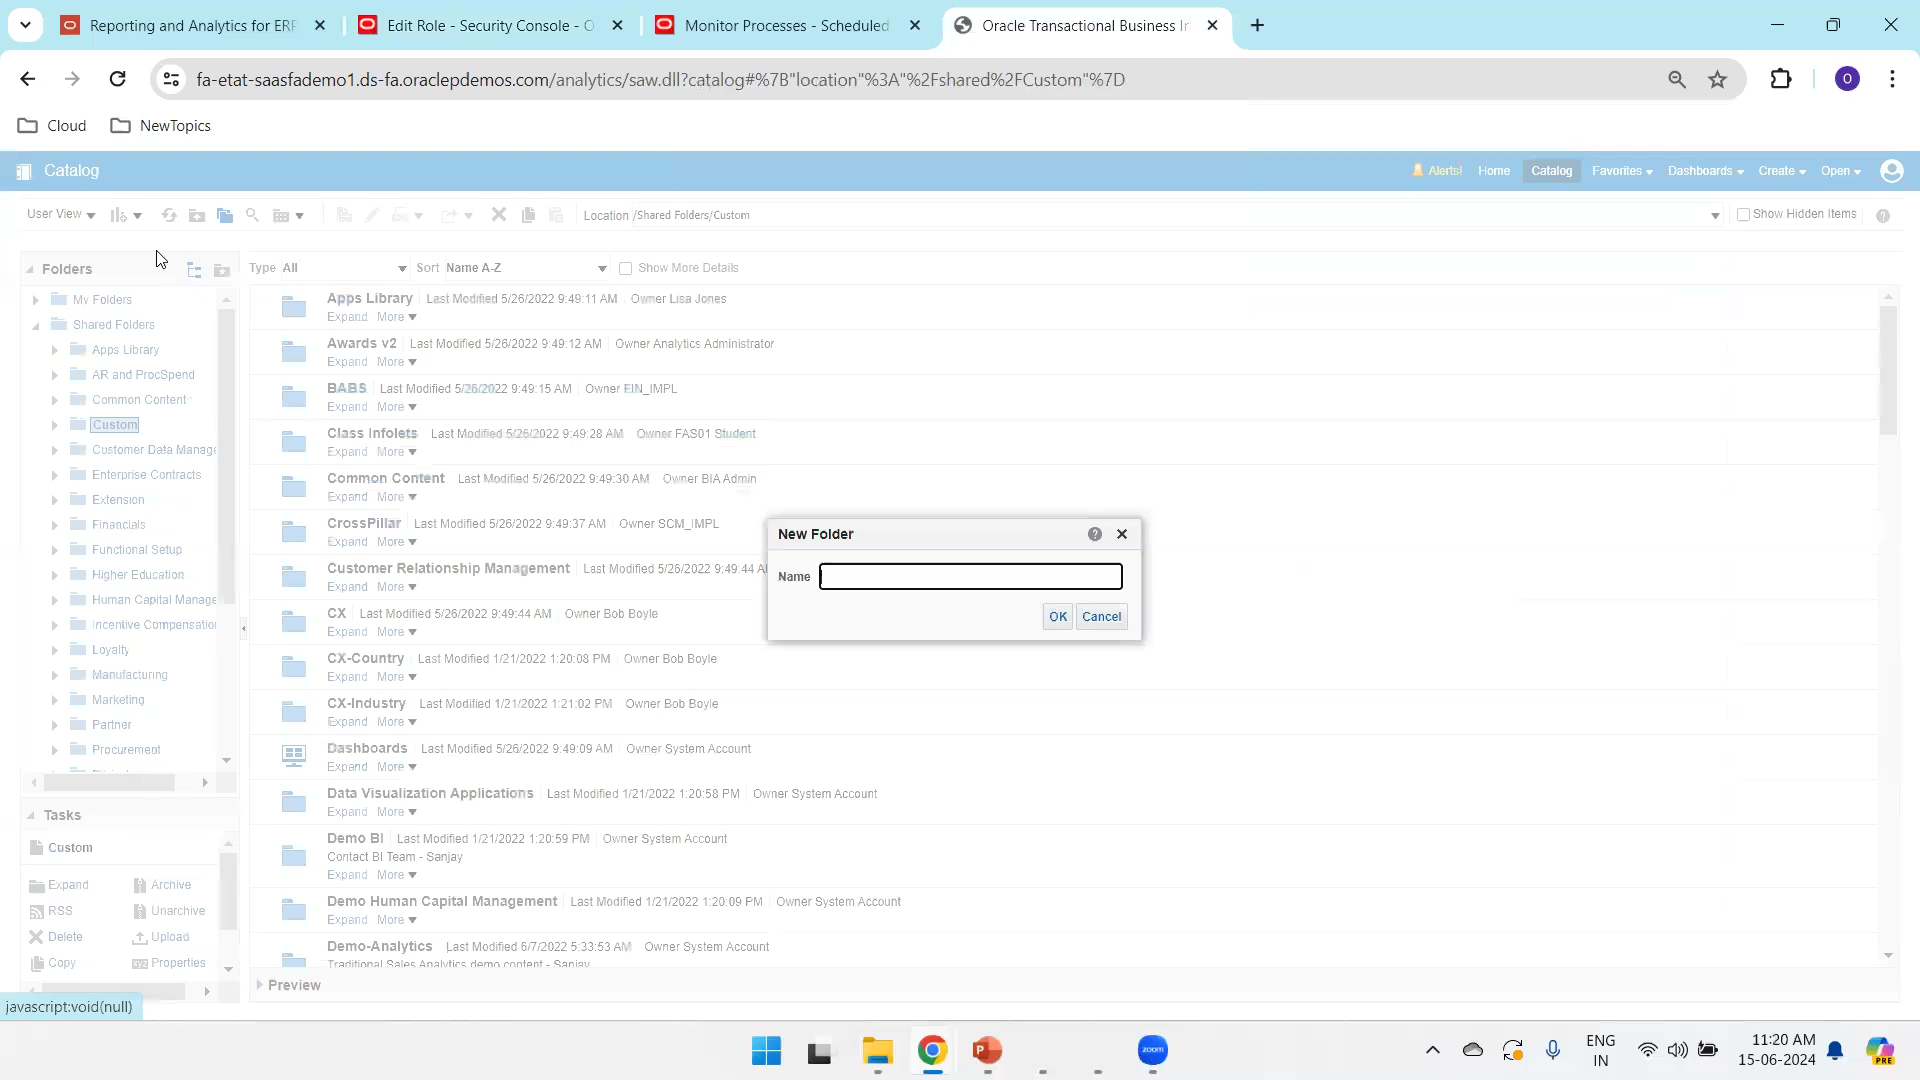 Reporting and Analytics for ERP
Edit Role - Security Console - O
Monitor Processes - Scheduled
Oracle Transactional Business In
fa-etat-saasfademo1.ds-fa.oraclepdemos.com/analytics/saw.dll?catalog#%7B"location"%3A"%2Fshared%2FCustom"%7D
O
Cloud
NewTopics
Catalog
Alerts!
Home
Catalog
Favorites
Dashboards
Create
Open
User View
Location /Shared Folders/Custom
Show Hidden Items
Folders
Type All
Sort Name A-Z
Show More Details
My Folders
Shared Folders
Apps Library
AR and ProcSpend
Common Content
Custom
Customer Data Manage
Enterprise Contracts
Extension
Financials
Functional Setup
Higher Education
Human Capital Manage
Incentive Compensation
Loyalty
Manufacturing
Marketing
Partner
Procurement
Tasks
Custom
Expand
Archive
RSS
Unarchive
Delete
Upload
Copy
Properties
Apps Library Last Modified 5/26/2022 9:49:11 AM Owner Lisa Jones
Expand More
Awards v2 Last Modified 5/26/2022 9:49:12 AM Owner Analytics Administrator
Expand More
BABS Last Modified 5/26/2022 9:49:15 AM Owner FIN_IMPL
Expand More
Class Infolets Last Modified 5/26/2022 9:49:28 AM Owner FAS01 Student
Expand More
Common Content Last Modified 5/26/2022 9:49:30 AM Owner BIA Admin
Expand More
CrossPillar Last Modified 5/26/2022 9:49:37 AM Owner SCM_IMPL
Expand More
Customer Relationship Management Last Modified 5/26/2022 9:49:44 A
Expand More
CX Last Modified 5/26/2022 9:49:44 AM Owner Bob Boyle
Expand More
CX-Country Last Modified 1/21/2022 1:20:08 PM Owner Bob Boyle
Expand More
CX-Industry Last Modified 1/21/2022 1:21:02 PM Owner Bob Boyle
Expand More
Dashboards Last Modified 5/26/2022 9:49:09 AM Owner System Account
Expand More
Data Visualization Applications Last Modified 1/21/2022 1:20:58 PM Owner System Account
Expand More
Demo BI Last Modified 1/21/2022 1:20:59 PM Owner System Account
Contact BI Team - Sanjay
Expand More
Demo Human Capital Management Last Modified 1/21/2022 1:20:09 PM Owner System Account
Expand More
Demo-Analytics Last Modified 6/7/2022 5:33:53 AM Owner System Account
Traditional Sales Analytics demo content - Sanjay
Preview
New Folder
Name
OK
Cancel
javascript:void(null)
zoom
ENG
IN
11:20 AM
15-06-2024
PRE